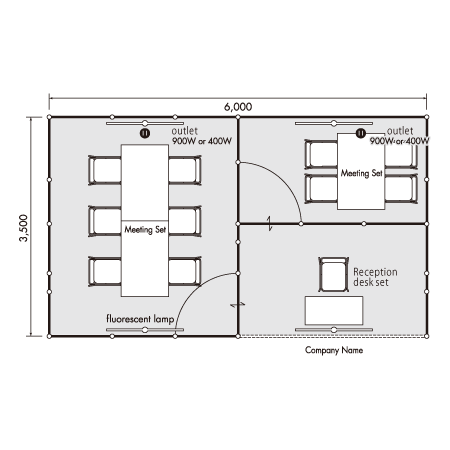 6,000
outlet
900W or 400W
outlet
900W or 400W
Meeting Set
3,500
Meeting Set
Reception
desk set
fluorescent lamp
Company Name